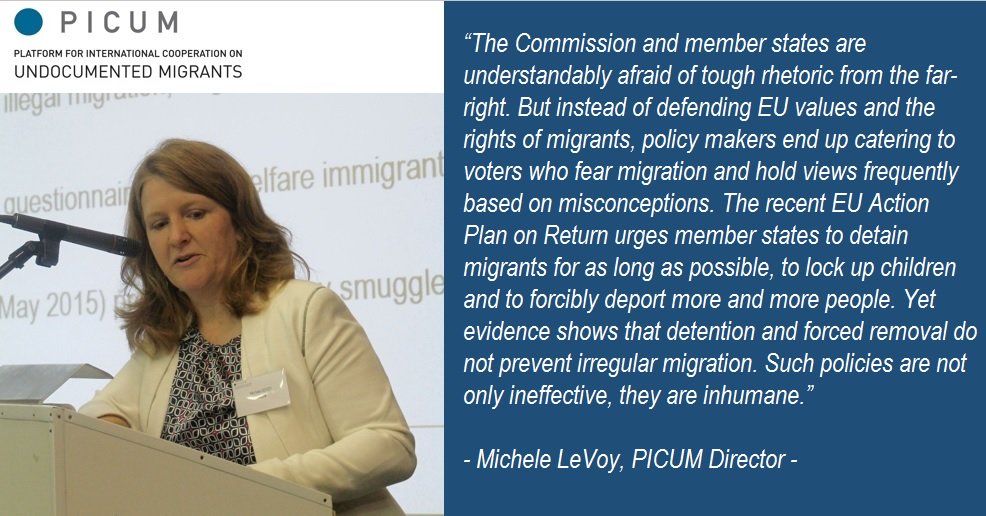 PICUM
PLATFORM FOR INTERNATIONAL COOPERATION ON
UNDOCUMENTED MIGRANTS
illegal migration,
questionnai
elfare immigrant
May 2015) p
y smuggle
“The Commission and member states are
understandably afraid of tough rhetoric from the far-
right. But instead of defending EU values and the
rights of migrants, policy makers end up catering to
voters who fear migration and hold views frequently
based on misconceptions. The recent EU Action
Plan on Return urges member states to detain
migrants for as long as possible, to lock up children
and to forcibly deport more and more people. Yet
evidence shows that detention and forced removal do
not prevent irregular migration. Such policies are not
only ineffective, they are inhumane.”
- Michele LeVoy, PICUM Director -